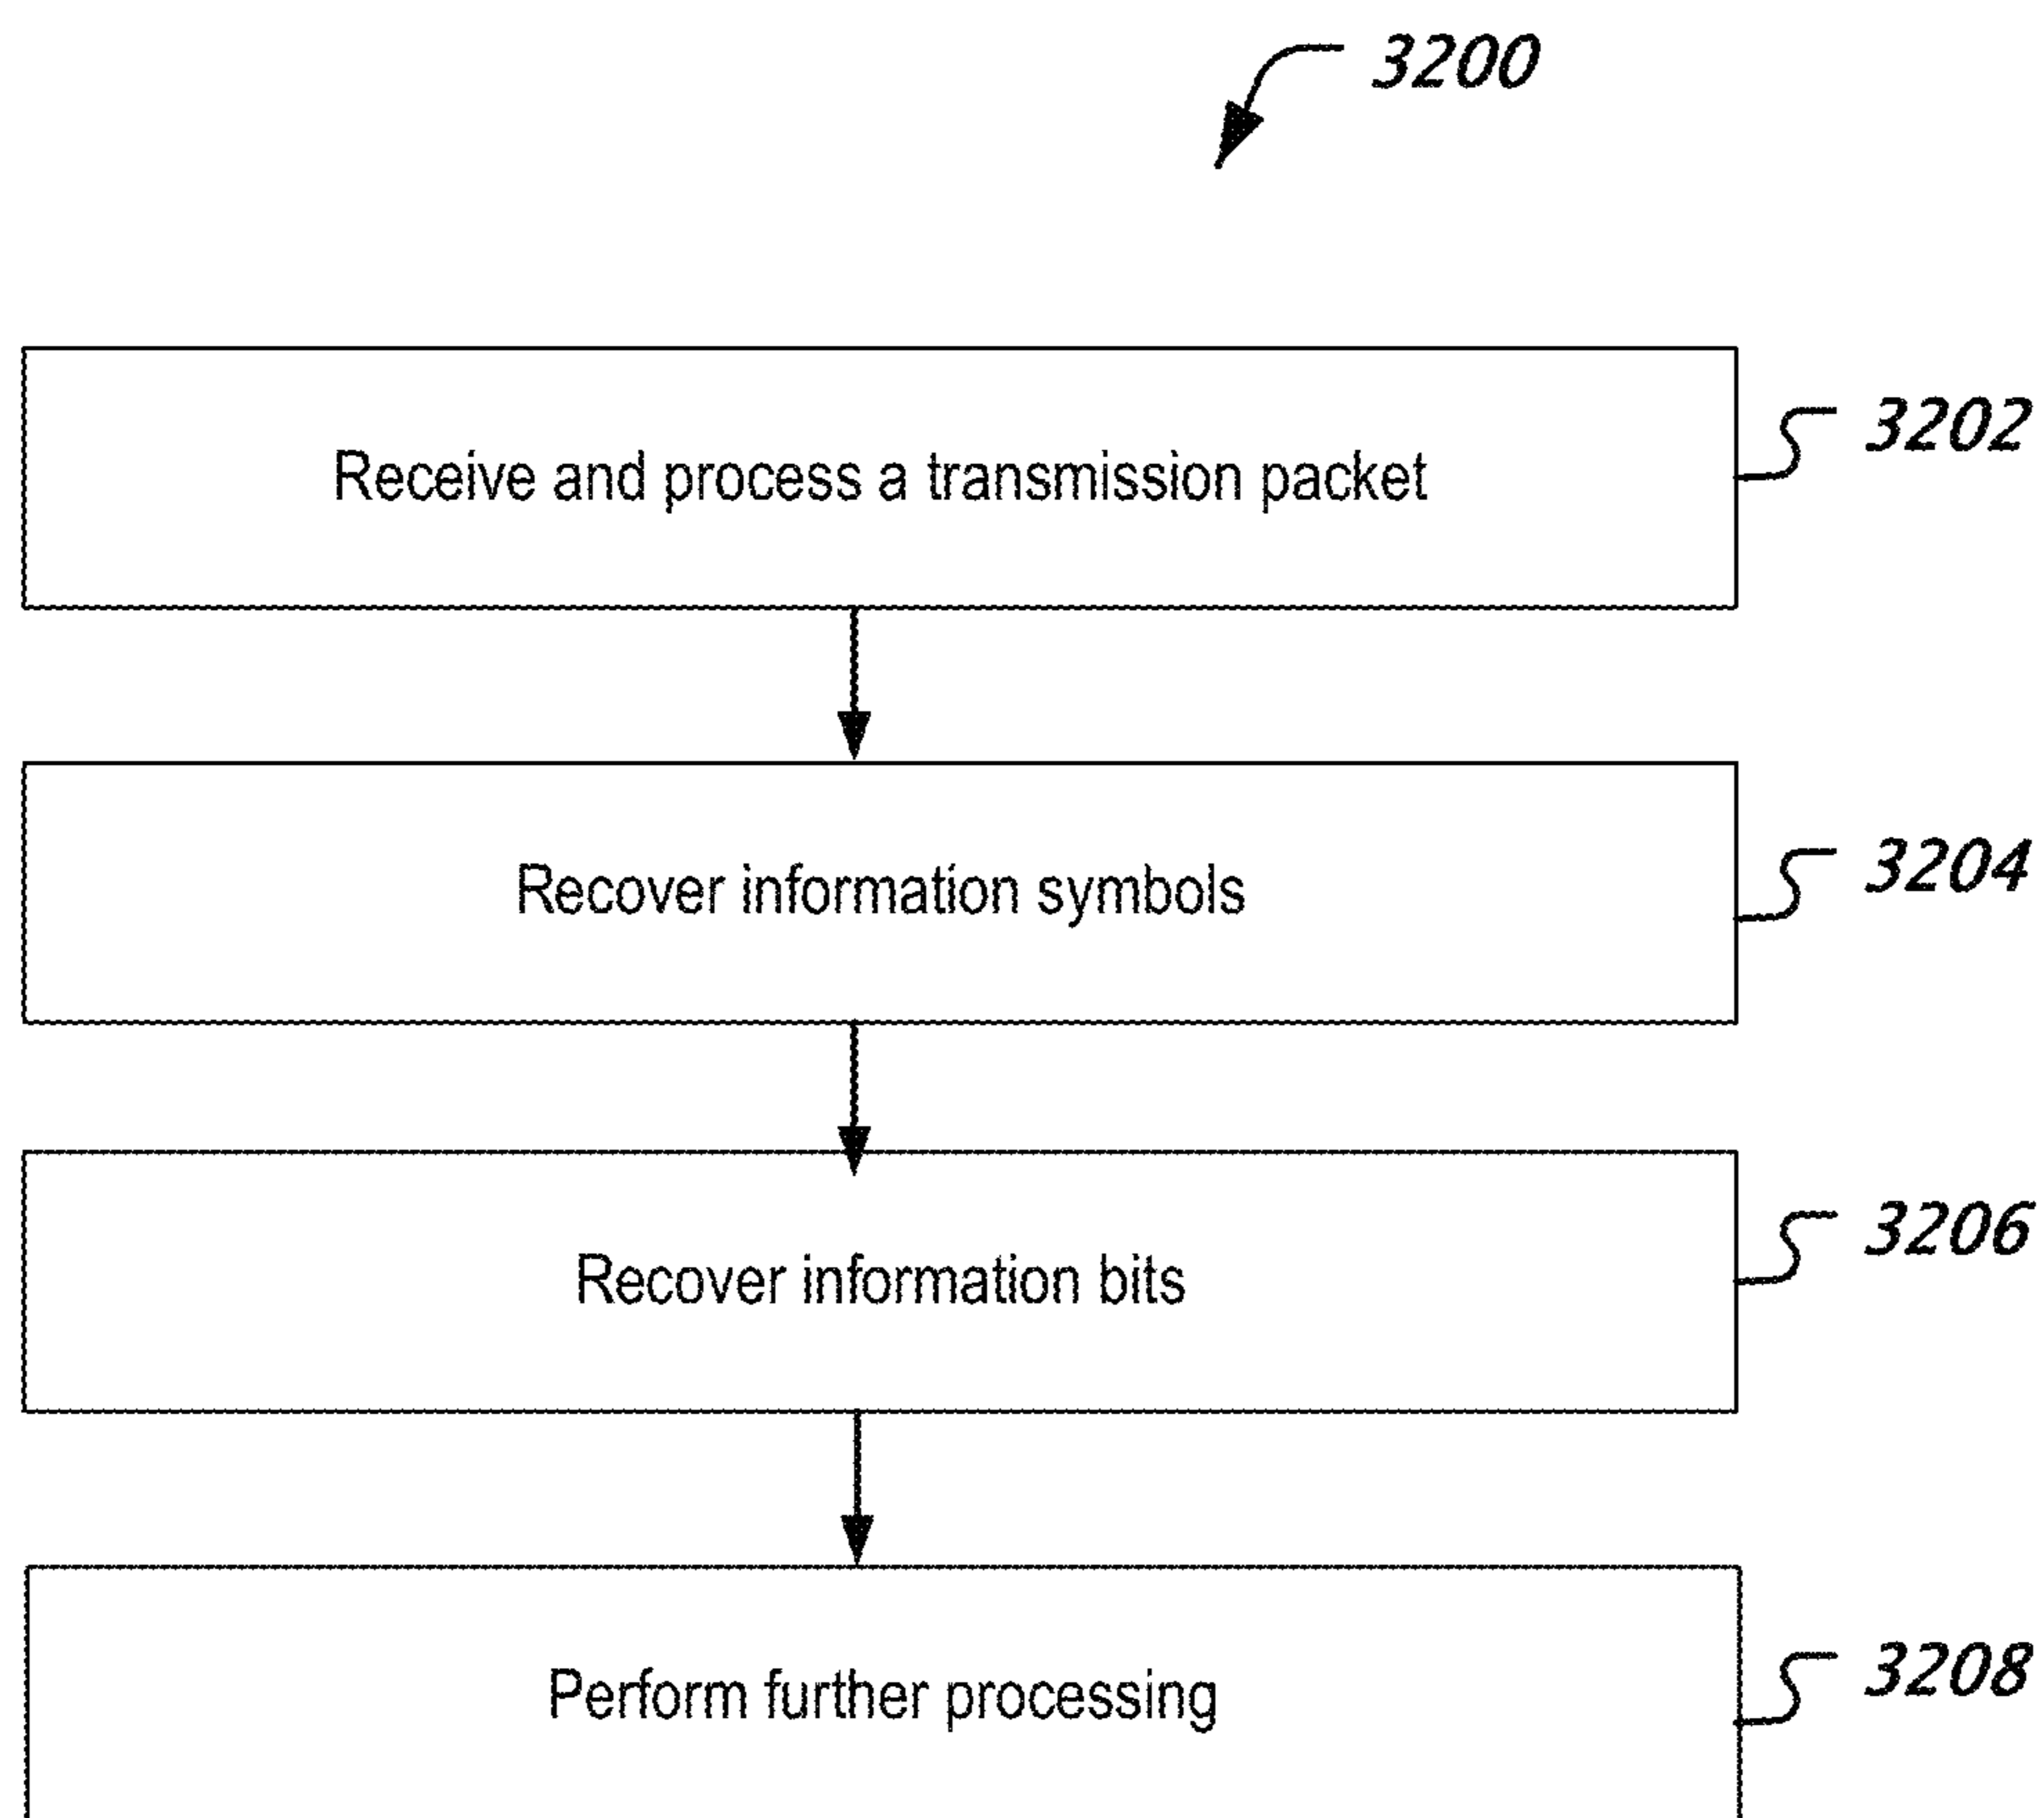 3200
Receive and process a transmission packet
3202
Recover information symbols
3204
Recover information bits
3206
Perform further processing
3208